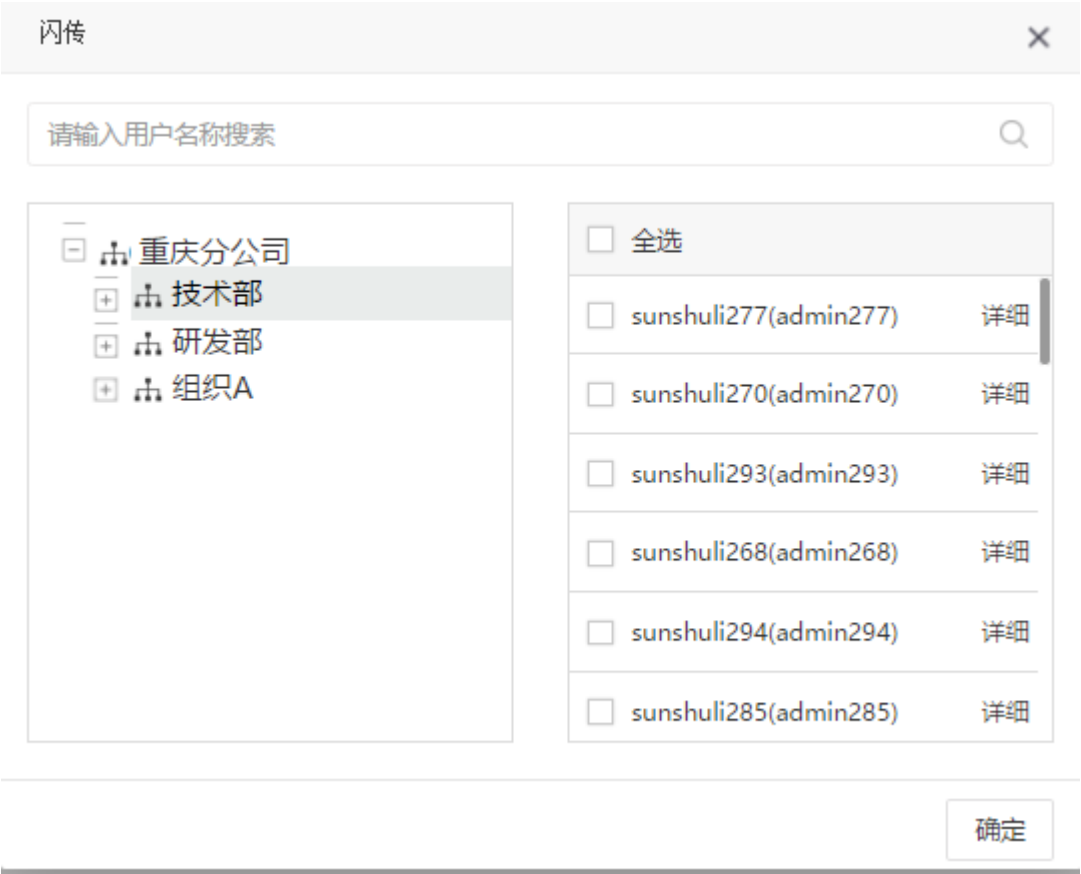 闪传
请输入用户名称搜索
重庆分公司
技术部
研发部
组织A
全选
sunshuli277(admin277) 详细
sunshuli270(admin270) 详细
sunshuli293(admin293) 详细
sunshuli268(admin268) 详细
sunshuli294(admin294) 详细
sunshuli285(admin285) 详细
确定